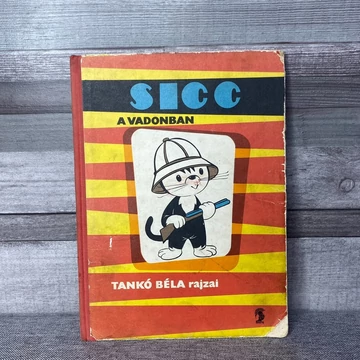 SICC
A VADONBAN
TANKÓ BÉLA rajzai